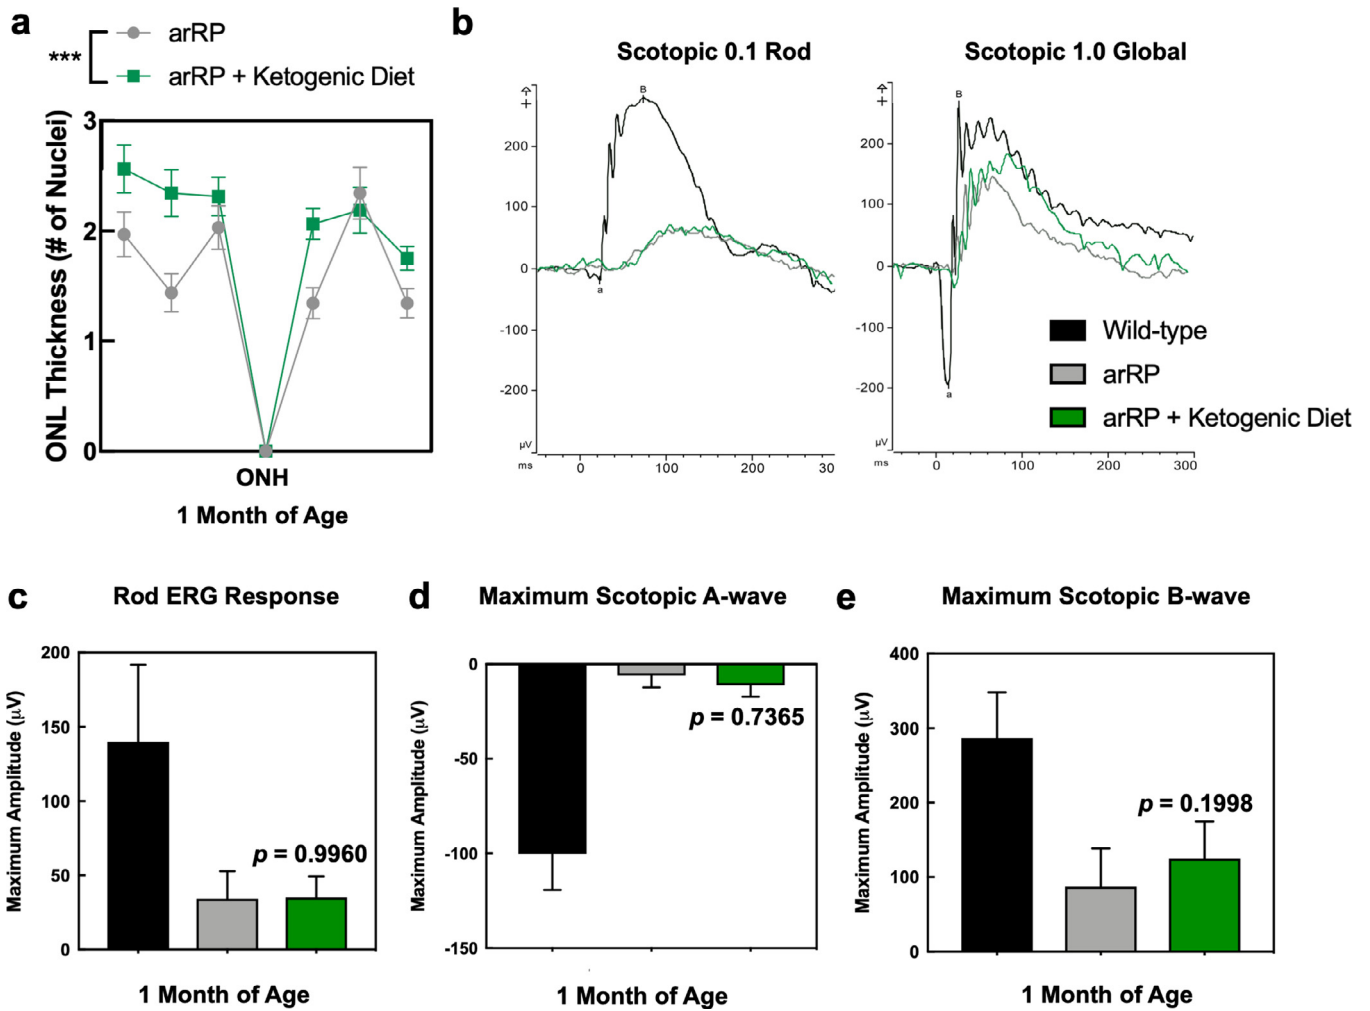 a
arRP
***
arRP + Ketogenic Diet
ONL Thickness (# of Nuclei)
3
2
1
0
ONH
1 Month of Age
b
Scotopic 0.1 Rod
B
200
100
0
-100
-200
µV
ms
0
100
200
30
a
Scotopic 1.0 Global
B
200
100
0
-100
-200
µV
ms
0
100
200
300
a
Wild-type
arRP
arRP + Ketogenic Diet
c
Rod ERG Response
Maximum Amplitude (µV)
200
150
100
50
0
p = 0.9960
1 Month of Age
d
Maximum Scotopic A-wave
Maximum Amplitude (µV)
0
-50
-100
-150
p = 0.7365
1 Month of Age
e
Maximum Scotopic B-wave
Maximum Amplitude (µV)
400
300
200
100
0
p = 0.1998
1 Month of Age